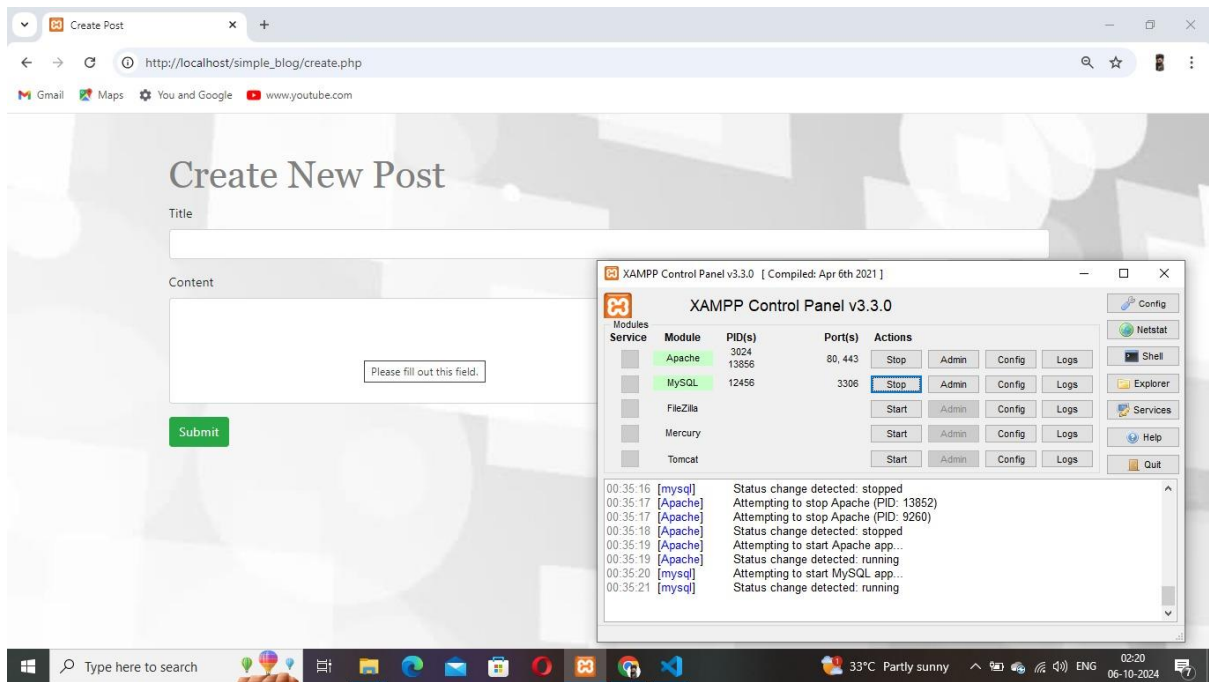 Create Post
http://localhost/simple_blog/create.php
Gmail Maps You and Google www.youtube.com
Create New Post
Title
Content
Please fill out this field.
Submit
XAMPP Control Panel v3.3.0 [ Compiled: Apr 6th 2021 ]
XAMPP Control Panel v3.3.0
Modules
Service Module PID(s) Port(s) Actions
Apache 3024 13856 80, 443 Stop Admin Config Logs
MySQL 12456 3306 Stop Admin Config Logs
FileZilla Start Admin Config Logs
Mercury Start Admin Config Logs
Tomcat Start Admin Config Logs
Config
Netstat
Shell
Explorer
Services
Help
Quit
00:35:16 [mysql] Status change detected: stopped
00:35:17 [Apache] Attempting to stop Apache (PID: 13852)
00:35:17 [Apache] Attempting to stop Apache (PID: 9260)
00:35:18 [Apache] Status change detected: stopped
00:35:19 [Apache] Attempting to start Apache app...
00:35:19 [Apache] Status change detected: running
00:35:20 [mysql] Attempting to start MySQL app...
00:35:21 [mysql] Status change detected: running
Type here to search
33°C Partly sunny
ENG
02:20
06-10-2024
7